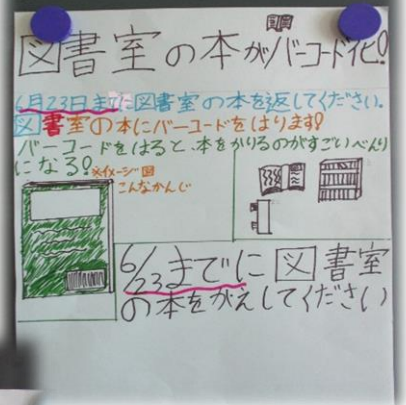 図書室の本がバーコード化!
6月23日までに図書室の本を返してください。
図書室の本にバーコードをはります!
バーコードをはると、本をかりるのがすごいべんり
になる!※イメージ図
こんなかんじ
6/23までに図書室
の本をかえしてください